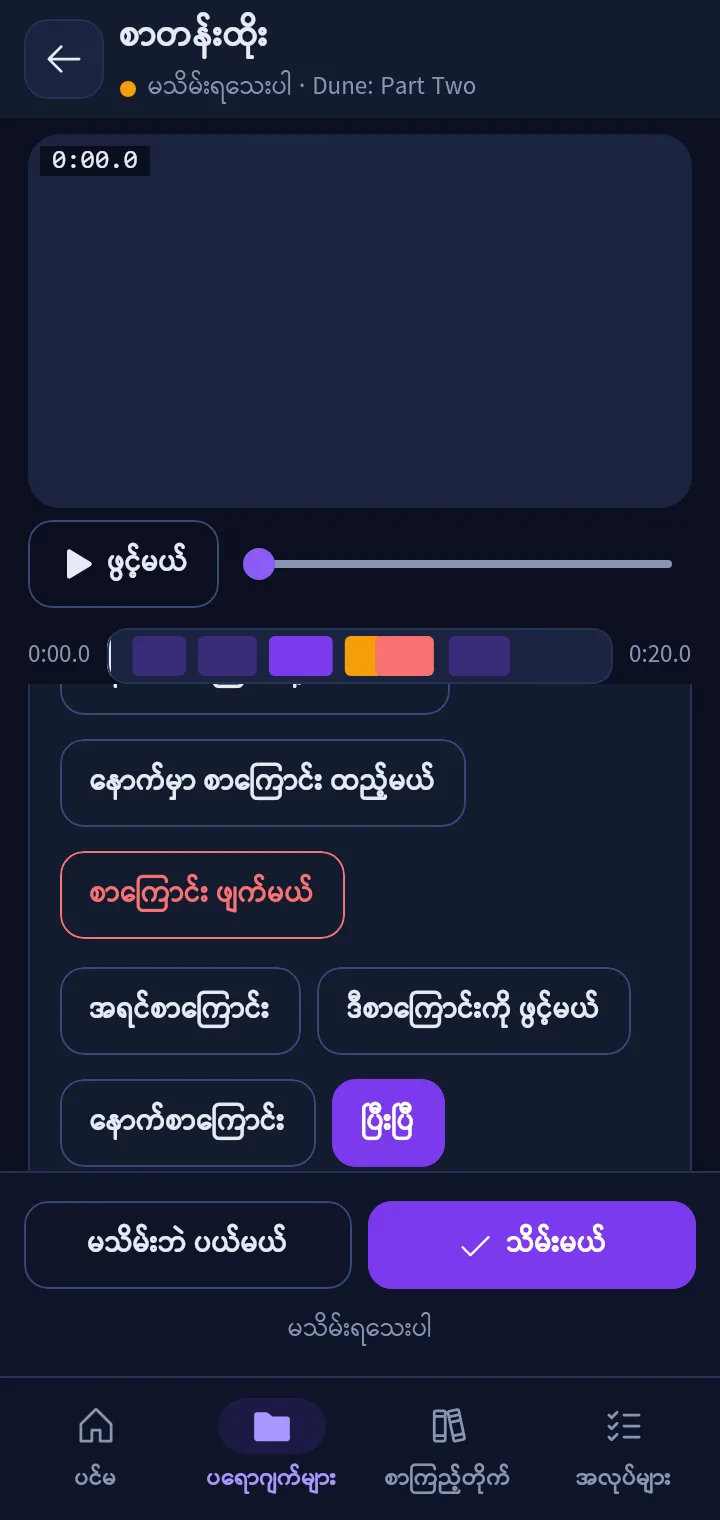 စာတန်းထိုး
မသိမ်းရသေးပါ · Dune: Part Two
0:00.0
ဖွင့်မယ်
0:00.0
0:20.0
နောက်မှာ စာကြောင်း ထည့်မယ်
စာကြောင်း ဖျက်မယ်
အရင်စာကြောင်း
ဒီစာကြောင်းကို ဖွင့်မယ်
နောက်စာကြောင်း
ပြီးပြီ
မသိမ်းဘဲ ပယ်မယ်
သိမ်းမယ်
မသိမ်းရသေးပါ
ပင်မ
ပရောဂျက်များ
စာကြည့်တိုက်
အလုပ်များ